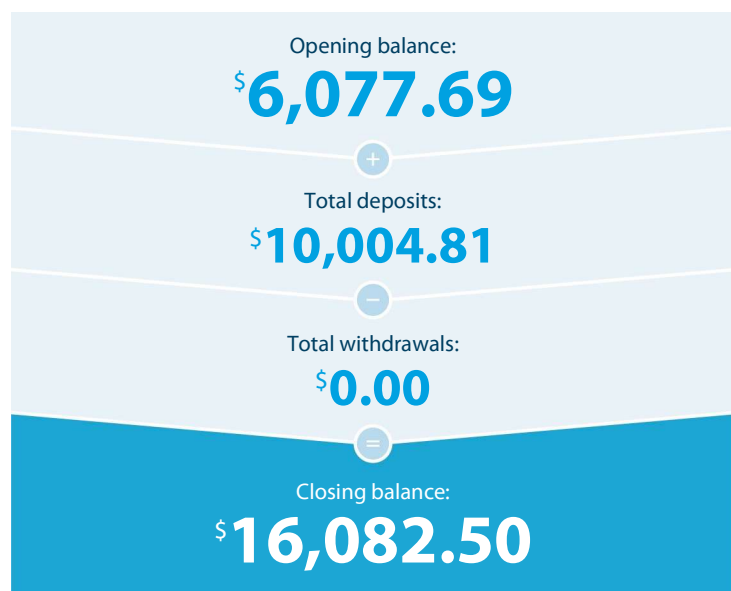 Opening balance:
$6,077.69
+
Total deposits:
$10,004.81
−
Total withdrawals:
$0.00
=
Closing balance:
$16,082.50